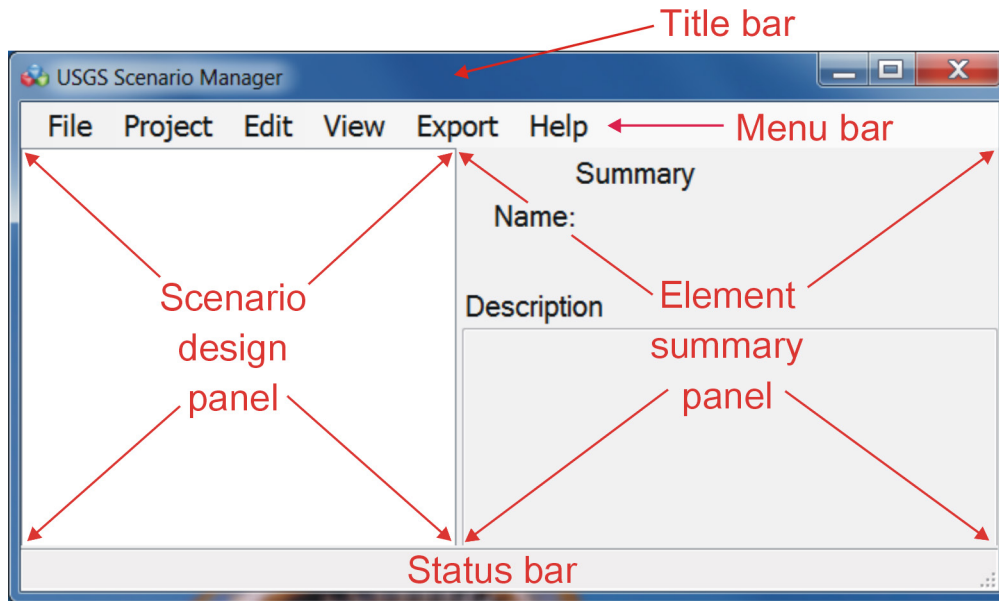 Title bar
USGS Scenario Manager
File Project Edit View Export Help
Menu bar
Summary
Name:
Scenario
design
panel
Description
Element
summary
panel
Status bar